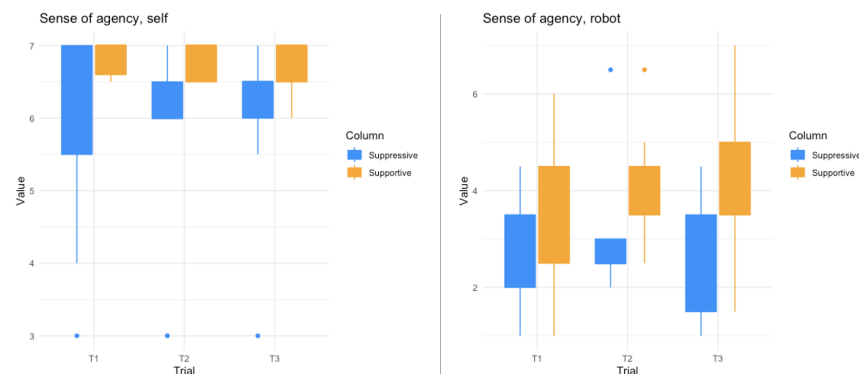 Sense of agency, self
7
6
5
4
3
Value
T1
T2
T3
Trial
Column
Suppressive
Supportive
Sense of agency, robot
6
4
2
Value
T1
T2
T3
Trial
Column
Suppressive
Supportive